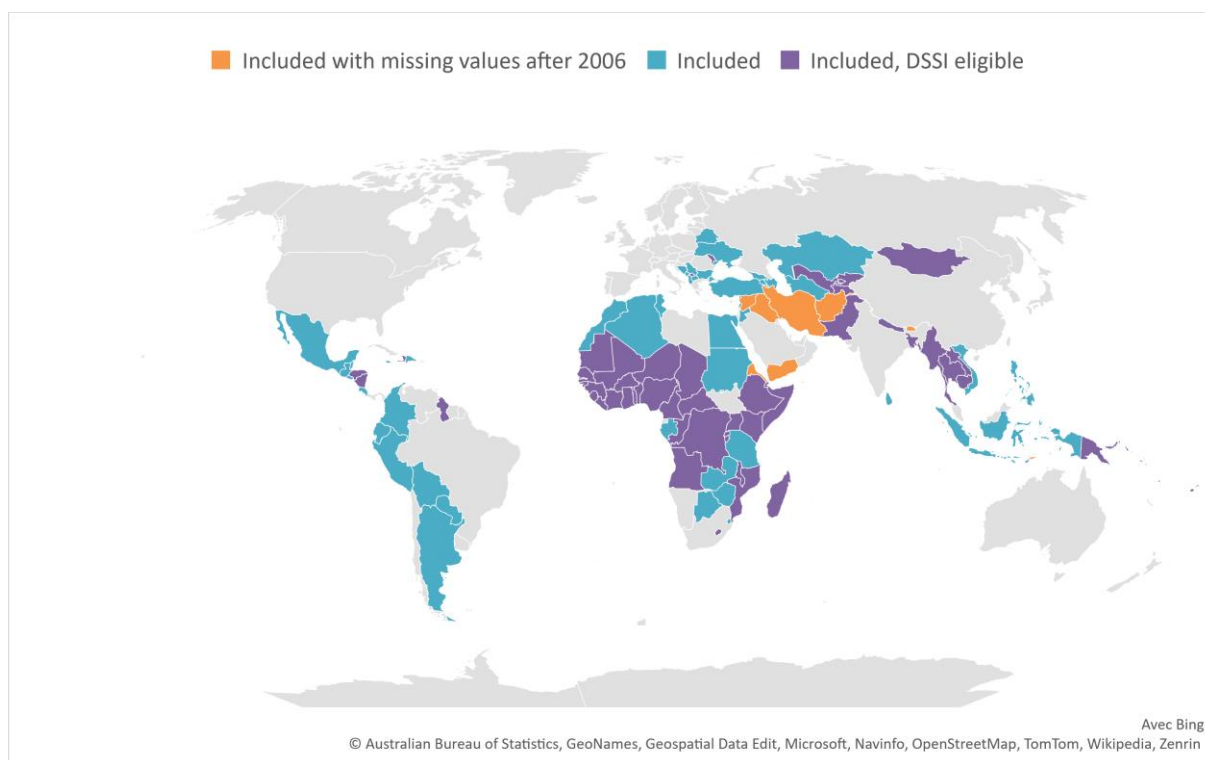 Included with missing values after 2006 Included Included, DSSI eligible
Avec Bing
© Australian Bureau of Statistics, GeoNames, Geospatial Data Edit, Microsoft, Navinfo, OpenStreetMap, TomTom, Wikipedia, Zenrin